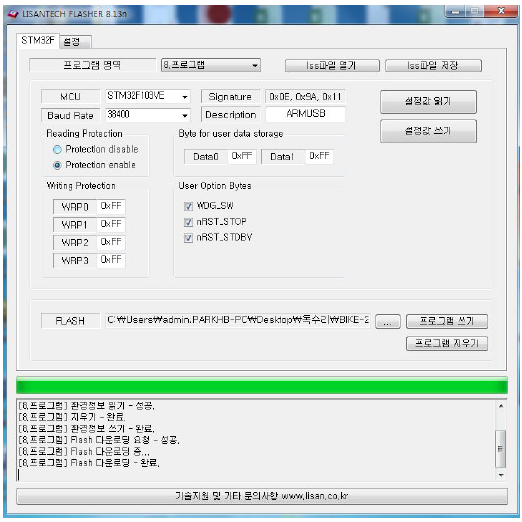 LISANTECH FLASHER 8.13n
STM32F 설정
프로그램 영역 8.프로그램 lss파일 열기 lss파일 저장
MCU STM32F103VE Signature 0x0E, 0x9A, 0x11 설정값 읽기
Baud Rate 38400 Description ARMUSB 설정값 쓰기
Reading Protection Byte for user data storage
Protection disable
Data0 0xFF Data1 0xFF
Protection enable
Writing Protection User Option Bytes
WRP0 0xFF WDG_SW
WRP1 0xFF nRST_STOP
WRP2 0xFF nRST_STDBY
WRP3 0xFF
FLASH C:₩Users₩admin.PARKHB-PC₩Desktop₩독수리₩BIKE-2 ... 프로그램 쓰기
프로그램 지우기
[8.프로그램] 환경정보 읽기 - 성공.
[8.프로그램] 지우기 - 완료.
[8.프로그램] 환경정보 쓰기 - 완료.
[8.프로그램] Flash 다운로딩 요청 - 성공.
[8.프로그램] Flash 다운로딩 중...
[8.프로그램] Flash 다운로딩 - 완료.
기술지원 및 기타 문의사항 www.lisan.co.kr